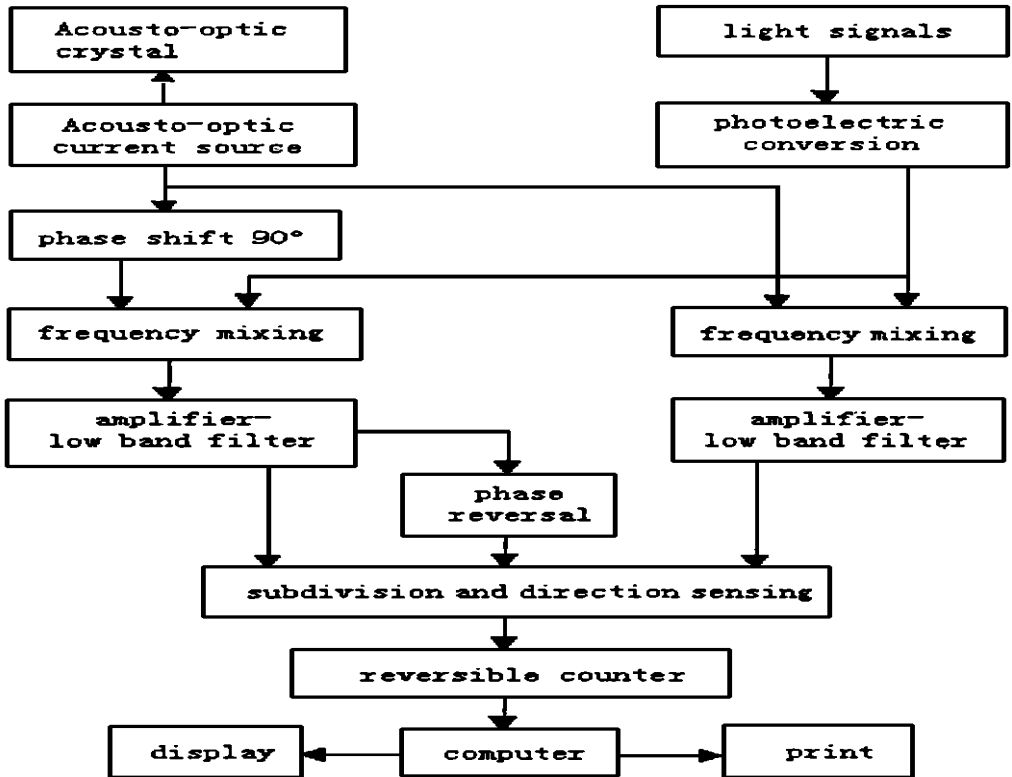 Acousto-optic
crystal
light signals
Acousto-optic
current source
photoelectric
conversion
phase shift 90°
frequency mixing
frequency mixing
amplifier-
low band filter
amplifier-
low band filter
phase
reversal
subdivision and direction sensing
reversible counter
display
computer
print